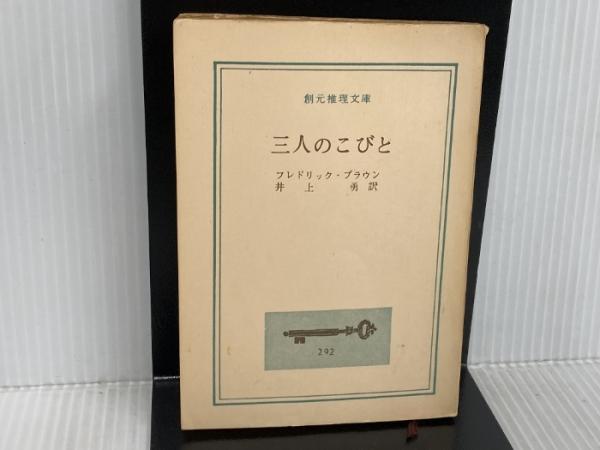 創元推理文庫
三人のこびと
フレドリック・ブラウン
井上 勇訳
292